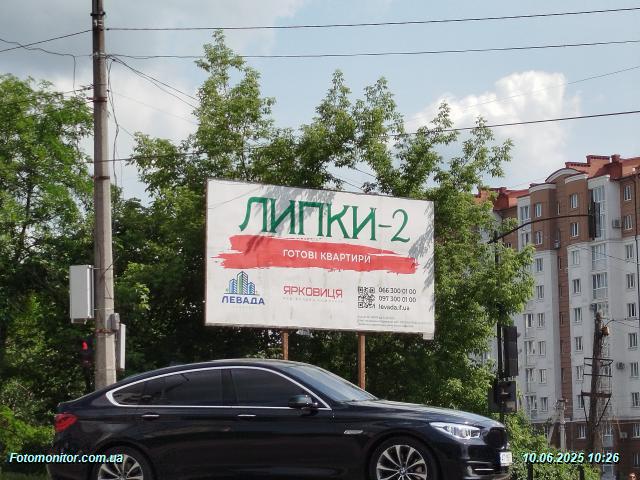 ЛИПКИ-2
ГОТОВІ КВАРТИРИ
ЛЕВАДА
ЯРКОВИЦЯ
066 300 01 00
097 300 01 00
levada.if.ua
Fotomonitor.com.ua
10.06.2025 10:26